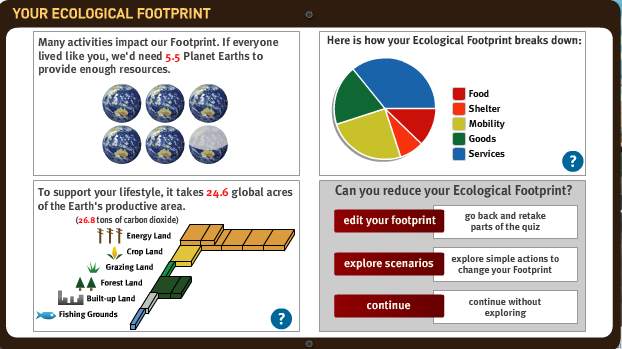 YOUR ECOLOGICAL FOOTPRINT
Many activities impact our Footprint. If everyone
lived like you, we'd need 5.5 Planet Earths to
provide enough resources.
Here is how your Ecological Footprint breaks down:
Food
Shelter
Mobility
Goods
Services
?
To support your lifestyle, it takes 24.6 global acres
of the Earth's productive area.
(26.8 tons of carbon dioxide)
Energy Land
Crop Land
Grazing Land
Forest Land
Built-up Land
Fishing Grounds
?
Can you reduce your Ecological Footprint?
edit your footprint
go back and retake
parts of the quiz
explore scenarios
explore simple actions to
change your Footprint
continue
continue without
exploring